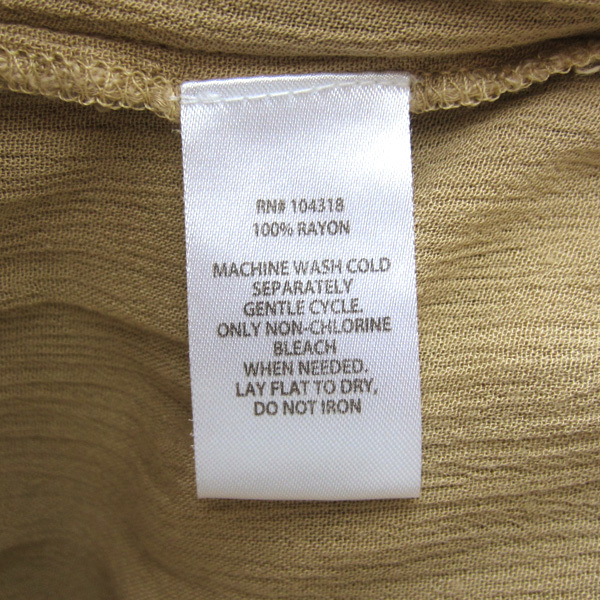 RN# 104318
100% RAYON
MACHINE WASH COLD
SEPARATELY
GENTLE CYCLE.
ONLY NON-CHLORINE
BLEACH
WHEN NEEDED.
LAY FLAT TO DRY,
DO NOT IRON